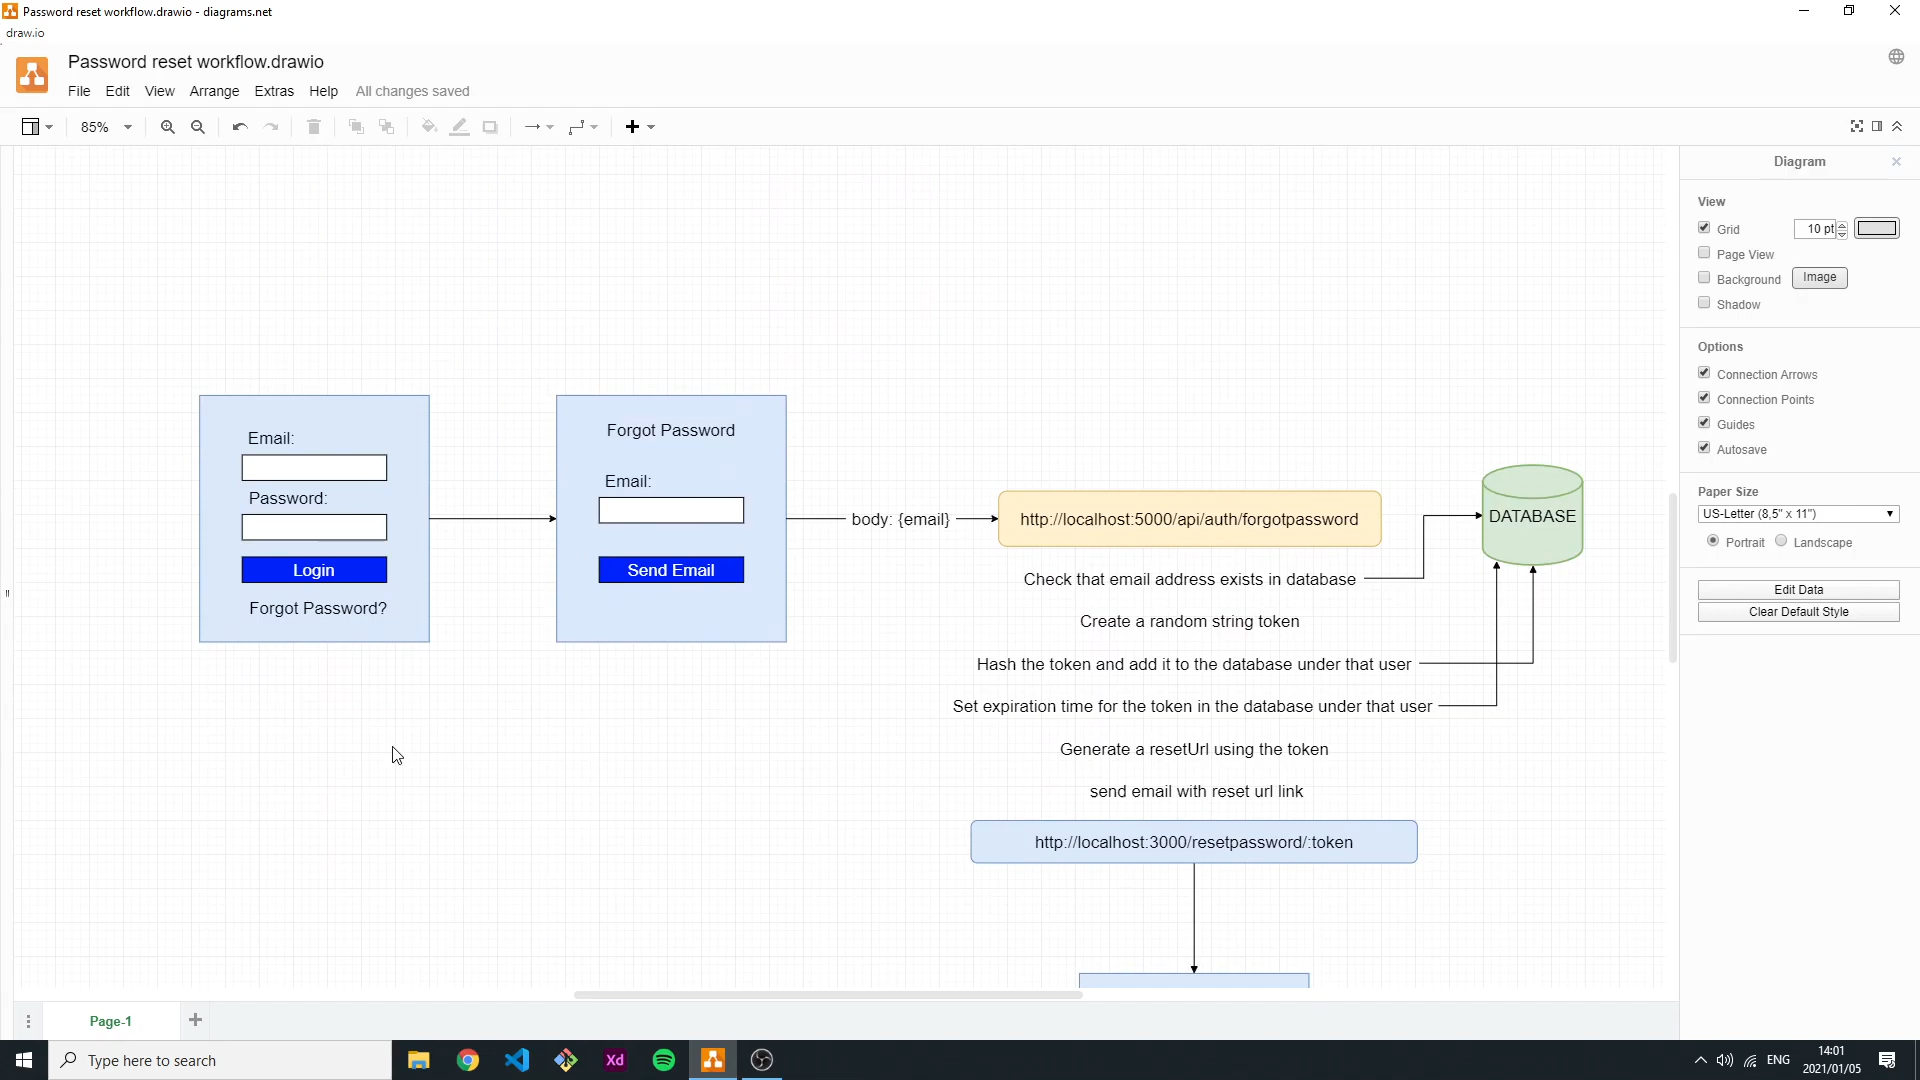 Password reset workflow.drawio - diagrams.net
draw.io
Password reset workflow.drawio
File Edit View Arrange Extras Help All changes saved
85%
Diagram
View
Grid 10 pt
Page View
Background Image
Shadow
Options
Connection Arrows
Connection Points
Guides
Autosave
Paper Size
US-Letter (8,5" x 11")
Portrait Landscape
Edit Data
Clear Default Style
Email:
Password:
Login
Forgot Password?
Forgot Password
Email:
Send Email
body: {email}
http://localhost:5000/api/auth/forgotpassword
DATABASE
Check that email address exists in database
Create a random string token
Hash the token and add it to the database under that user
Set expiration time for the token in the database under that user
Generate a resetUrl using the token
send email with reset url link
http://localhost:3000/resetpassword/:token
Page-1
Type here to search
Xd
ENG
14:01
2021/01/05